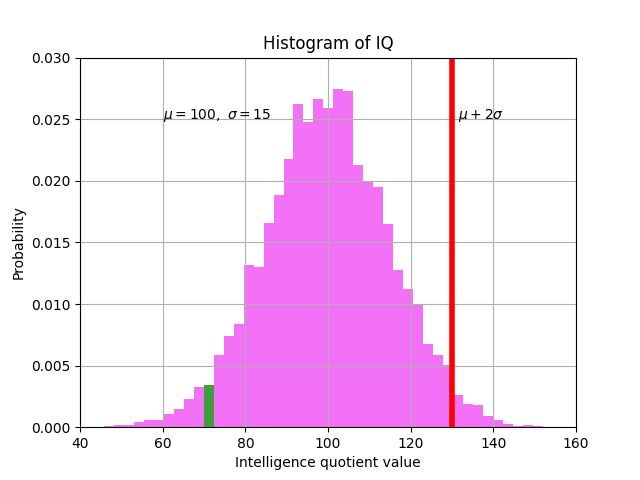 Histogram of IQ
0.030
0.025
0.020
0.015
0.010
0.005
0.000
Probability
μ = 100, σ = 15
μ + 2σ
40 60 80 100 120 140 160
Intelligence quotient value